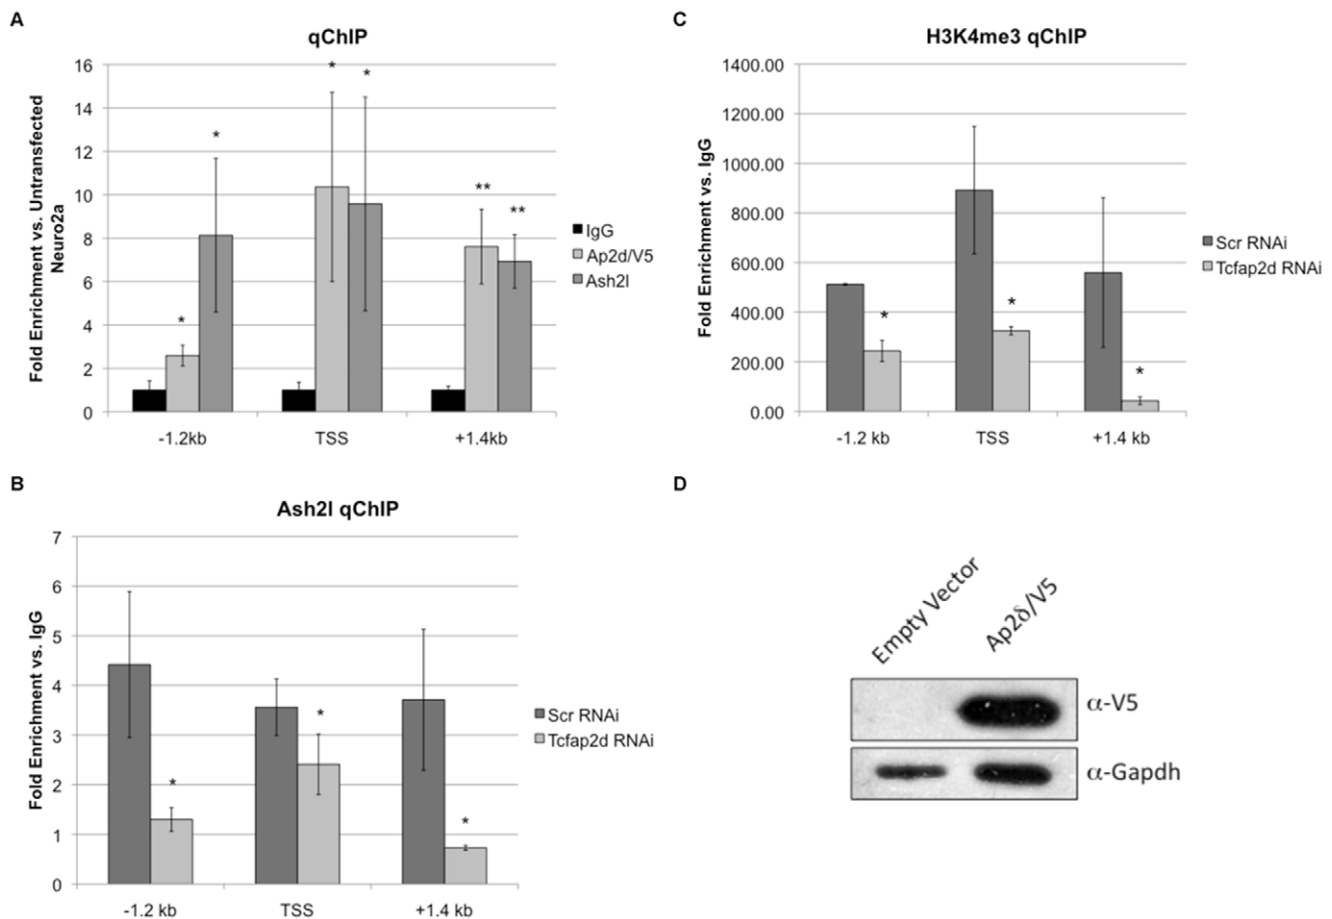 A
qChIP
Fold Enrichment vs. Untransfected
Neuro2a
16
14
12
10
8
6
4
2
0
*
*
*
*
*
**
**
-1.2kb
TSS
+1.4kb
IgG
Ap2d/V5
Ash2l
B
Ash2l qChIP
Fold Enrichment vs. IgG
7
6
5
4
3
2
1
0
*
*
*
-1.2 kb
TSS
+1.4 kb
Scr RNAi
Tcfap2d RNAi
C
H3K4me3 qChIP
Fold Enrichment vs. IgG
1400.00
1200.00
1000.00
800.00
600.00
400.00
200.00
0.00
*
*
*
-1.2 kb
TSS
+1.4 kb
Scr RNAi
Tcfap2d RNAi
D
Empty Vector
Ap2δ/V5
α-V5
α-Gapdh